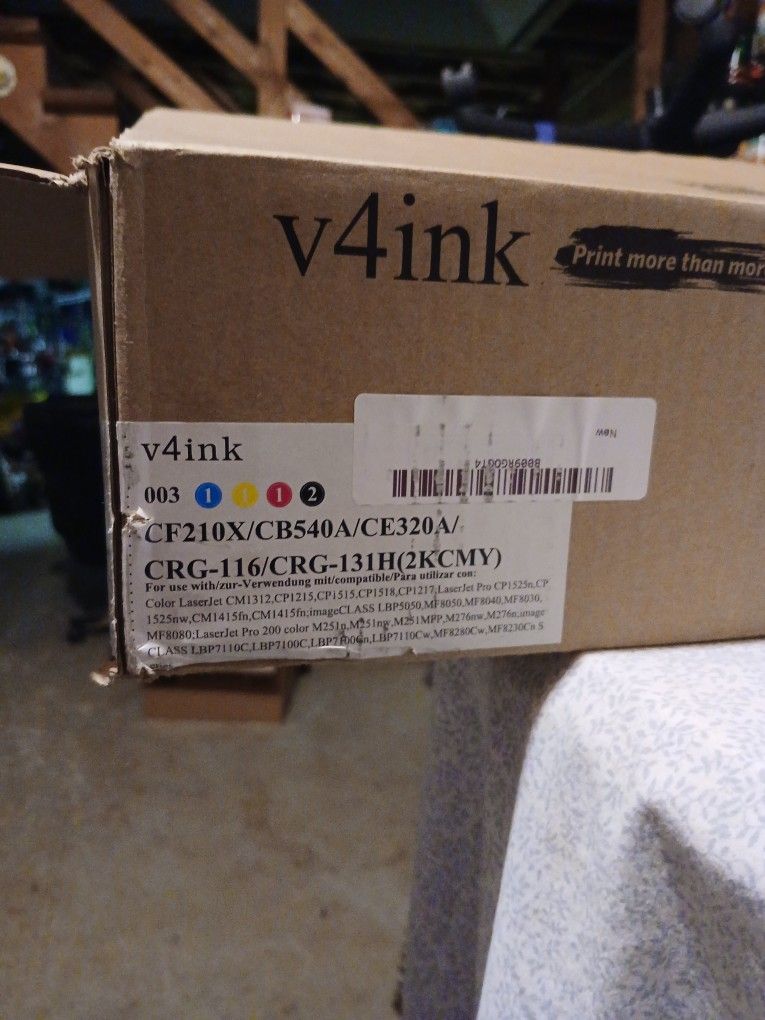 v4ink
Print more than mor
New
B009RGOGT4
v4ink
003 1 1 1 2
CF210X/CB540A/CE320A/
CRG-116/CRG-131H(2KCMY)
For use with/zur-Verwendung mit/compatible/Para utilizar con:
Color LaserJet CM1312,CP1215,CP1515,CP1518,CP1217;LaserJet Pro CP1525n,CP
1525nw,CM1415fn,CM1415fn;imageCLASS LBP5050,MF8050,MF8040,MF8030,
MF8080;LaserJet Pro 200 color M251n,M251nw,M251MPP,M276nw,M276n;image
CLASS LBP7110C,LBP7100C,LBP7100Cn,LBP7110Cw,MF8280Cw,MF8230Cn S